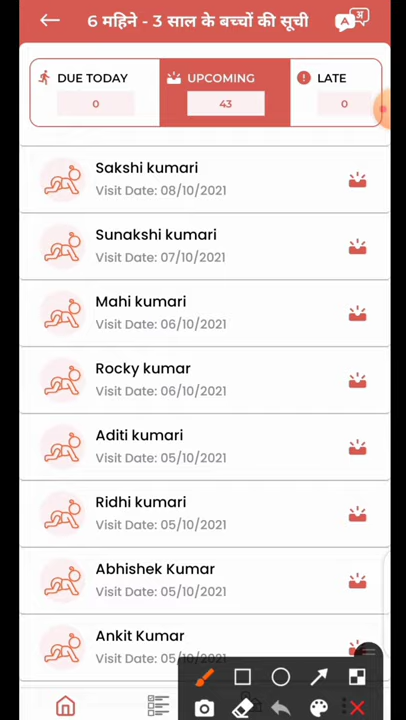 6 महिने - 3 साल के बच्चों की सूची
DUE TODAY
0
UPCOMING
43
LATE
0
Sakshi kumari
Visit Date: 08/10/2021
Sunakshi kumari
Visit Date: 07/10/2021
Mahi kumari
Visit Date: 06/10/2021
Rocky kumar
Visit Date: 06/10/2021
Aditi kumari
Visit Date: 05/10/2021
Ridhi kumari
Visit Date: 05/10/2021
Abhishek Kumar
Visit Date: 05/10/2021
Ankit Kumar
Visit Date: 05/10/2021